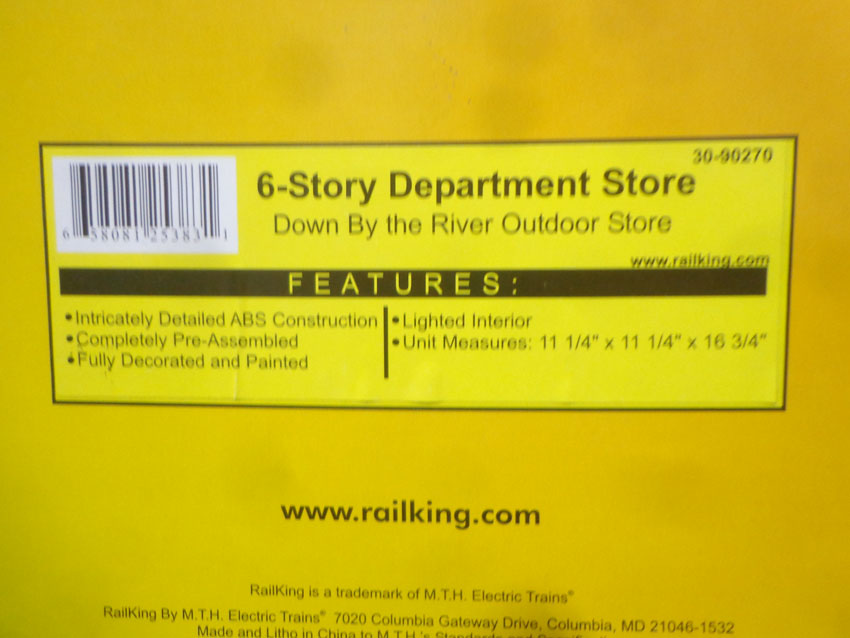 30-90270
6-Story Department Store
6 58081 25383 1
Down By the River Outdoor Store
www.railking.com
FEATURES:
•Intricately Detailed ABS Construction
•Completely Pre-Assembled
•Fully Decorated and Painted
•Lighted Interior
•Unit Measures: 11 1/4" x 11 1/4" x 16 3/4"
www.railking.com
RailKing is a trademark of M.T.H. Electric Trains®
RailKing By M.T.H. Electric Trains® 7020 Columbia Gateway Drive, Columbia, MD 21046-1532
Made and Litho in China to M.T.H.'s Standards and